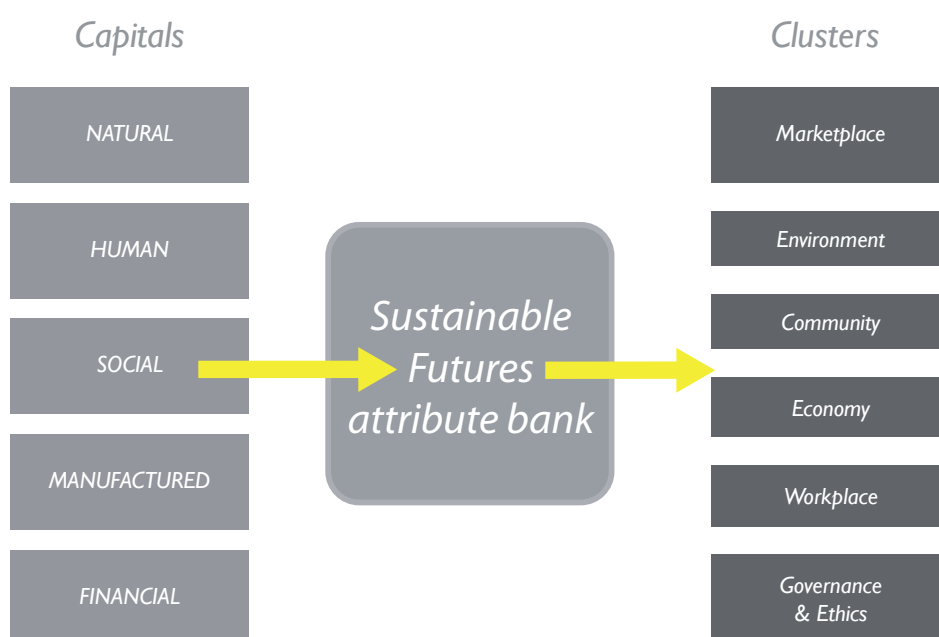 Capitals
NATURAL
HUMAN
SOCIAL
MANUFACTURED
FINANCIAL
Sustainable
Futures
attribute bank
Clusters
Marketplace
Environment
Community
Economy
Workplace
Governance
& Ethics